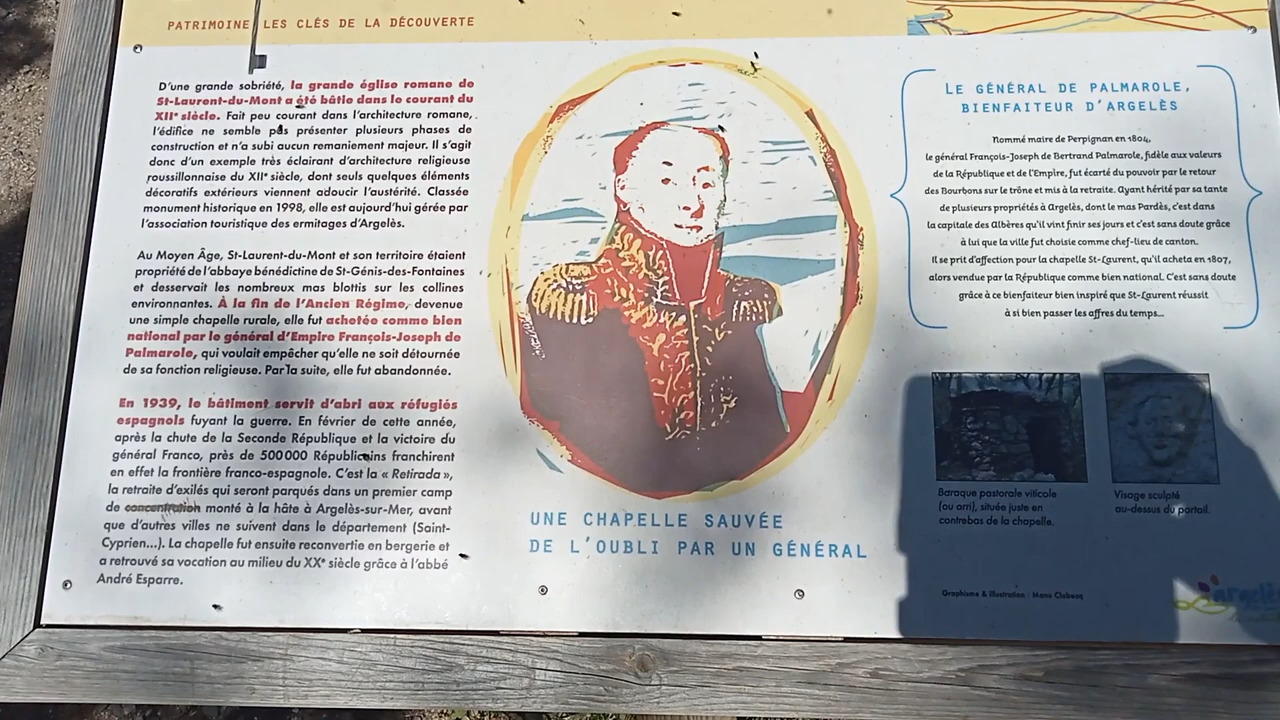 PATRIMOINE LES CLÉS DE LA DÉCOUVERTE
D'une grande sobriété, la grande église romane de
St-Laurent-du-Mont a été bâtie dans le courant du
XIIe siècle. Fait peu courant dans l'architecture romane,
l'édifice ne semble pas présenter plusieurs phases de
construction et n'a subi aucun remaniement majeur. Il s'agit
donc d'un exemple très éclairant d'architecture religieuse
roussillonnaise du XIIe siècle, dont seuls quelques éléments
décoratifs extérieurs viennent adoucir l'austérité. Classée
monument historique en 1998, elle est aujourd'hui gérée par
l'association touristique des ermitages d'Argelès.
Au Moyen Âge, St-Laurent-du-Mont et son territoire étaient
propriété de l'abbaye bénédictine de St-Génis-des-Fontaines
et desservait les nombreux mas blottis sur les collines
environnantes. À la fin de l'Ancien Régime, devenue
une simple chapelle rurale, elle fut achetée comme bien
national par le général d'Empire François-Joseph de
Palmarole, qui voulait empêcher qu'elle ne soit détournée
de sa fonction religieuse. Par la suite, elle fut abandonnée.
En 1939, le bâtiment servit d'abri aux réfugiés
espagnols fuyant la guerre. En février de cette année,
après la chute de la Seconde République et la victoire du
général Franco, près de 500 000 Républicains franchirent
en effet la frontière franco-espagnole. C'est la « Retirada »,
la retraite d'exilés qui seront parqués dans un premier camp
de concentration monté à la hâte à Argelès-sur-Mer, avant
que d'autres villes ne suivent dans le département (Saint-
Cyprien...). La chapelle fut ensuite reconvertie en bergerie et
a retrouvé sa vocation au milieu du XXe siècle grâce à l'abbé
André Esparre.
UNE CHAPELLE SAUVÉE
DE L'OUBLI PAR UN GÉNÉRAL
LE GÉNÉRAL DE PALMAROLE,
BIENFAITEUR D'ARGELÈS
Nommé maire de Perpignan en 1804,
le général François-Joseph de Bertrand Palmarole, fidèle aux valeurs
de la République et de l'Empire, fut écarté du pouvoir par le retour
des Bourbons sur le trône et mis à la retraite. Ayant hérité par sa tante
de plusieurs propriétés à Argelès, dont le mas Pardès, c'est dans
la capitale des Albères qu'il vint finir ses jours et c'est sans doute grâce
à lui que la ville fut choisie comme chef-lieu de canton.
Il se prit d'affection pour la chapelle St-Laurent, qu'il acheta en 1807,
alors vendue par la République comme bien national. C'est sans doute
grâce à ce bienfaiteur bien inspiré que St-Laurent réussit
à si bien passer les affres du temps...
Baraque pastorale viticole
(ou arri), située juste en
contrebas de la chapelle.
Visage sculpté
au-dessus du portail.
Graphisme & illustration : Manu Clabecq
argelès